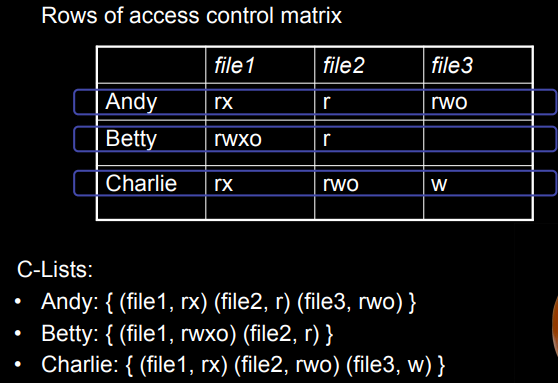 Rows of access control matrix
file1 file2 file3
Andy rx r rwo
Betty rwxo r
Charlie rx rwo w
C-Lists:
• Andy: { (file1, rx) (file2, r) (file3, rwo) }
• Betty: { (file1, rwxo) (file2, r) }
• Charlie: { (file1, rx) (file2, rwo) (file3, w) }